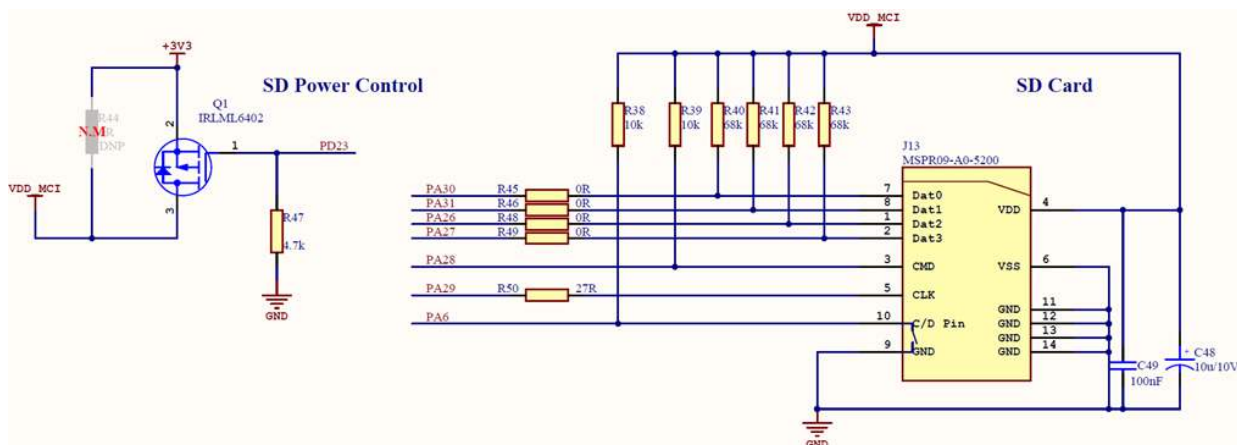 VDD_MCI
+3V3
SD Power Control
SD Card
Q1
IRLML6402
R44
N.M
R
DNP
2
1
PD23
3
VDD_MCI
R47
4.7k
GND
R38
10k
R39
10k
R40
68k
R41
68k
R42
68k
R43
68k
J13
MSPR09-A0-5200
PA30 R45 0R 7 Dat0
PA31 R46 0R 8 Dat1 VDD 4
PA26 R48 0R 1 Dat2
PA27 R49 0R 2 Dat3
PA28 3 CMD VSS 6
PA29 R50 27R 5 CLK
GND 11
PA6 10 C/D Pin GND 12
GND 13
9 GND GND 14
C49
100nF
+ C48
10u/10V
GND